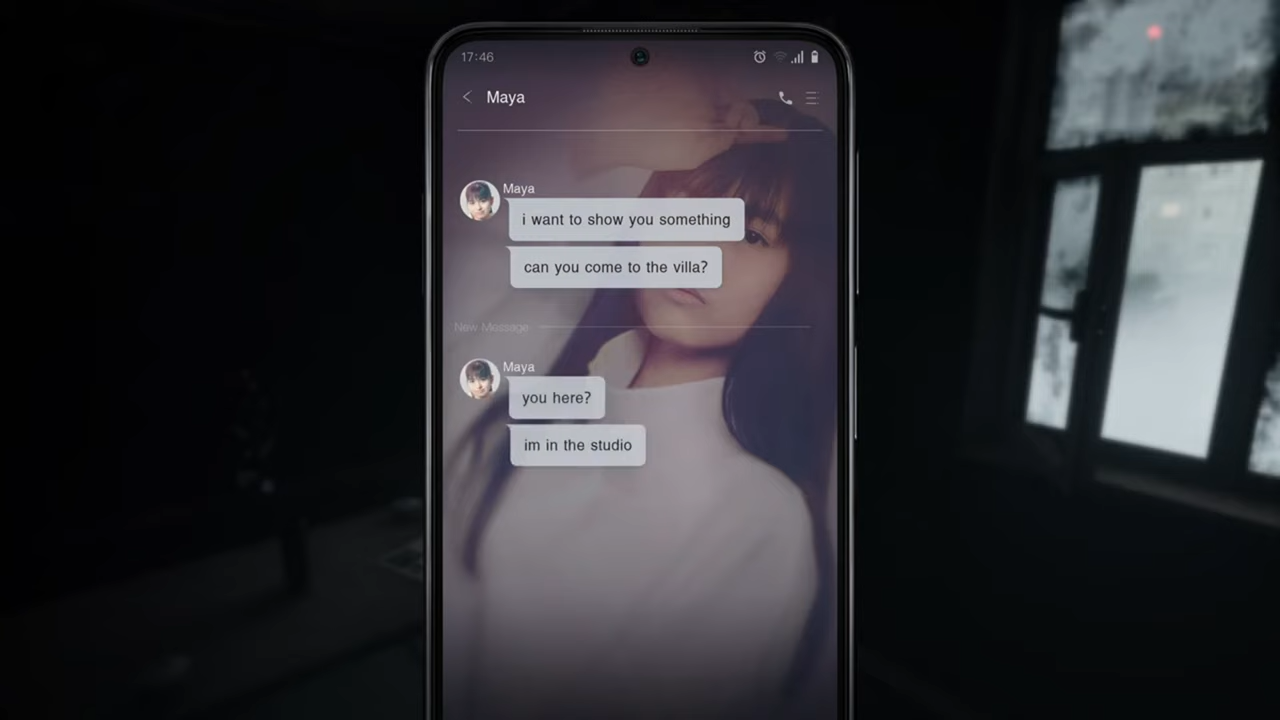 17:46
Maya
Maya
i want to show you something
can you come to the villa?
New Message
Maya
you here?
im in the studio